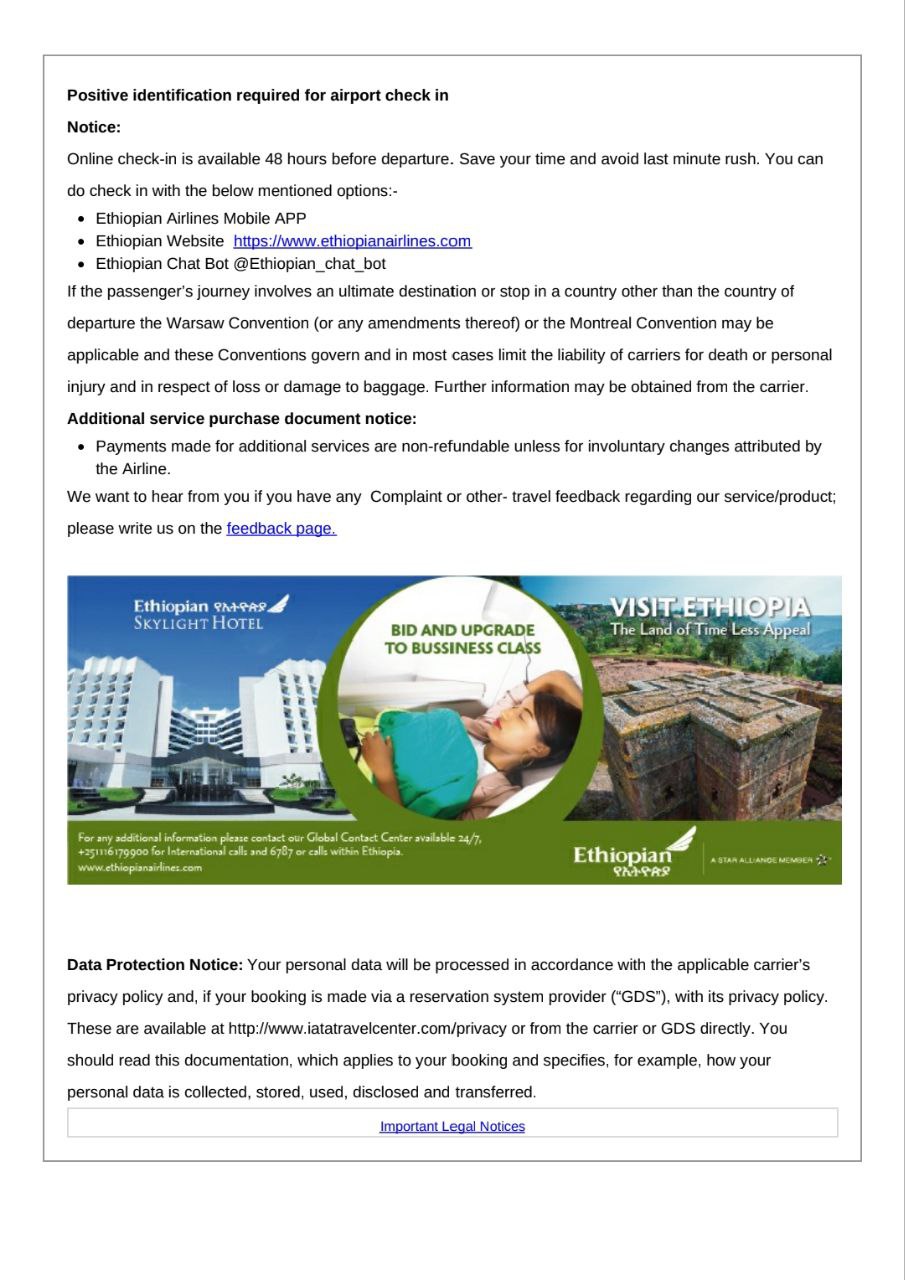 Positive identification required for airport check in
Notice:
Online check-in is available 48 hours before departure. Save your time and avoid last minute rush. You can
do check in with the below mentioned options:-
• Ethiopian Airlines Mobile APP
• Ethiopian Website  https://www.ethiopianairlines.com
• Ethiopian Chat Bot @Ethiopian_chat_bot
If the passenger’s journey involves an ultimate destination or stop in a country other than the country of
departure the Warsaw Convention (or any amendments thereof) or the Montreal Convention may be
applicable and these Conventions govern and in most cases limit the liability of carriers for death or personal
injury and in respect of loss or damage to baggage. Further information may be obtained from the carrier.
Additional service purchase document notice:
• Payments made for additional services are non-refundable unless for involuntary changes attributed by
the Airline.
We want to hear from you if you have any  Complaint or other- travel feedback regarding our service/product;
please write us on the feedback page.
Ethiopian የኢትዮጵያ
SKYLIGHT HOTEL
BID AND UPGRADE
TO BUSSINESS CLASS
VISIT ETHIOPIA
The Land of Time Less Appeal
For any additional information please contact our Global Contact Center available 24/7,
+251116179900 for International calls and 6787 or calls within Ethiopia.
www.ethiopianairlines.com
Ethiopian
የኢትዮጵያ
A STAR ALLIANCE MEMBER
Data Protection Notice: Your personal data will be processed in accordance with the applicable carrier’s
privacy policy and, if your booking is made via a reservation system provider (“GDS”), with its privacy policy.
These are available at http://www.iatatravelcenter.com/privacy or from the carrier or GDS directly. You
should read this documentation, which applies to your booking and specifies, for example, how your
personal data is collected, stored, used, disclosed and transferred.
Important Legal Notices